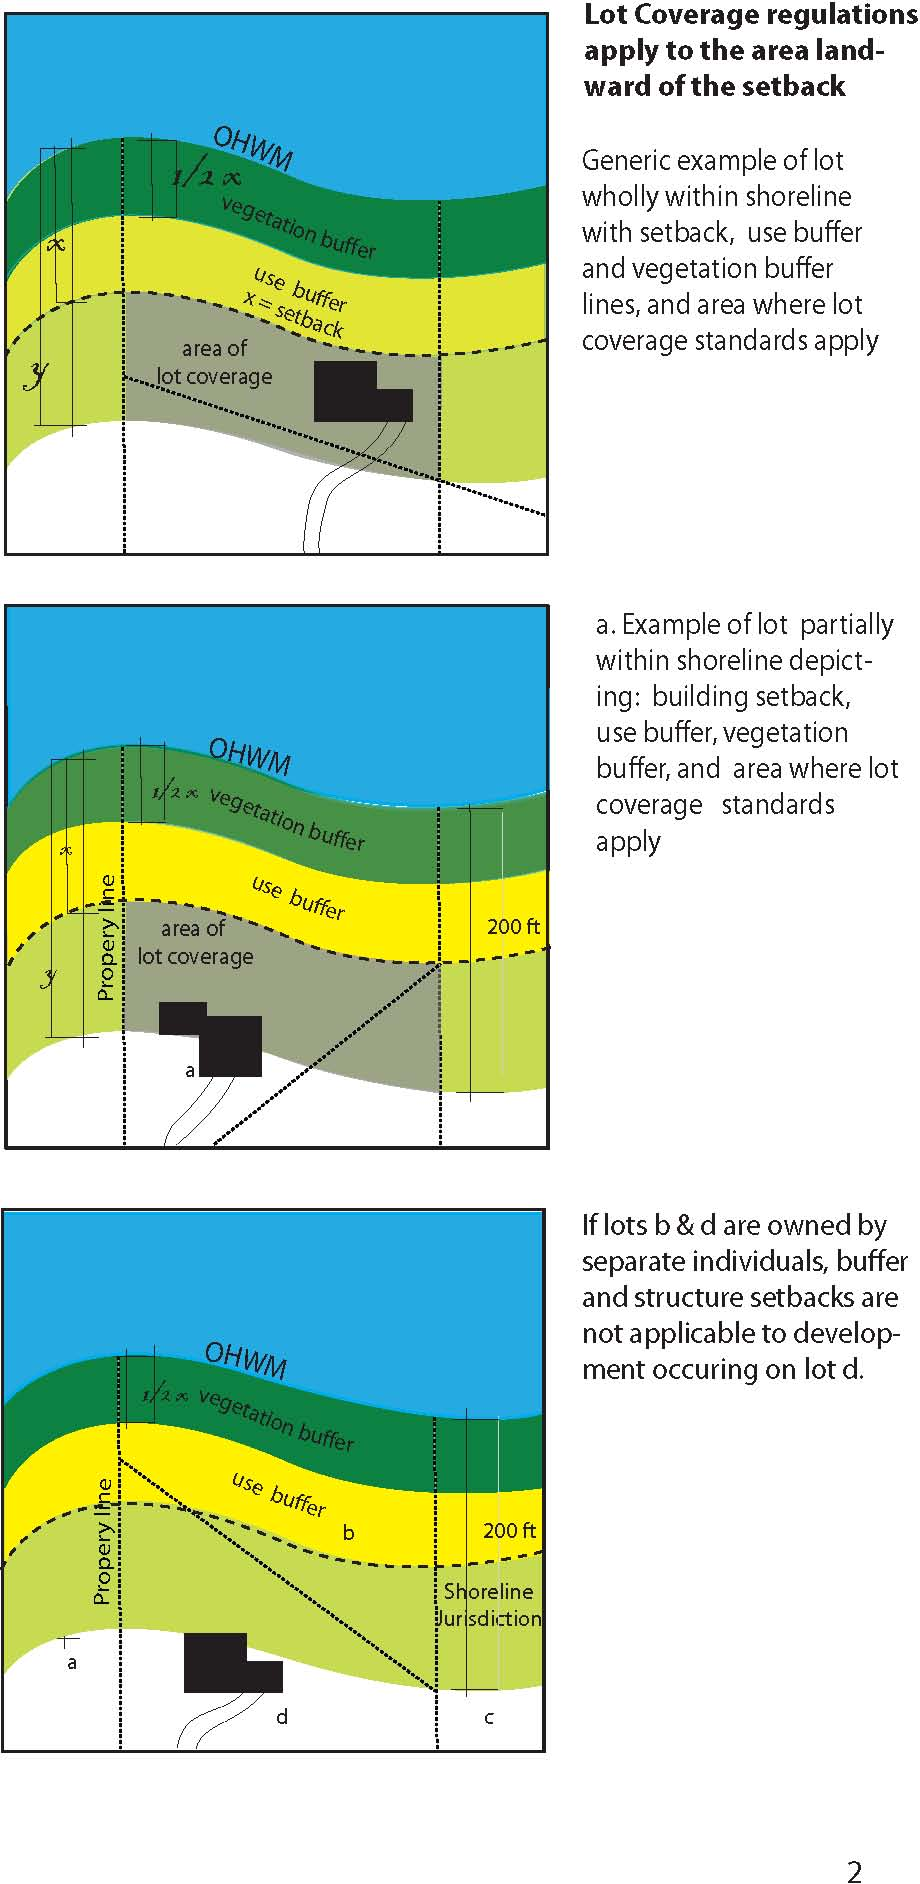 Lot Coverage regulations
apply to the area land-
ward of the setback
Generic example of lot
wholly within shoreline
with setback, use buffer
and vegetation buffer
lines, and area where lot
coverage standards apply
OHWM
1/2 x
vegetation buffer
x
use buffer
x = setback
y
area of
lot coverage
a. Example of lot partially
within shoreline depict-
ing: building setback,
use buffer, vegetation
buffer, and area where lot
coverage standards
apply
OHWM
1/2 x vegetation buffer
x
use buffer
Propery line
200 ft
area of
lot coverage
y
a
If lots b & d are owned by
separate individuals, buffer
and structure setbacks are
not applicable to develop-
ment occuring on lot d.
OHWM
1/2 x vegetation buffer
use buffer
Propery line
b
200 ft
Shoreline
Jurisdiction
a
d
c
2